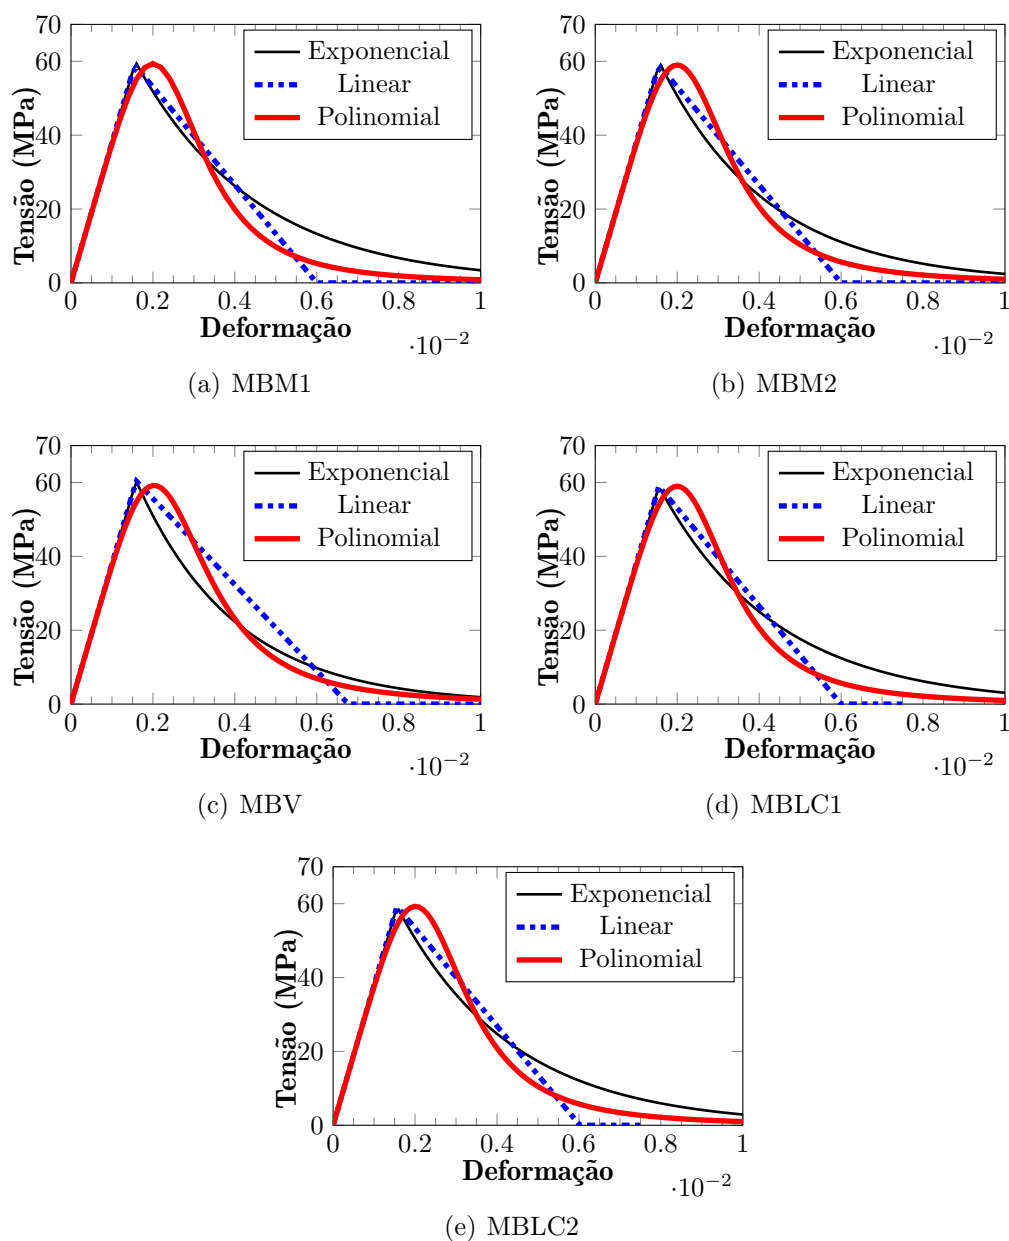 70
60
40
20
0
Tensão (MPa)
Exponencial
Linear
Polinomial
0 0.2 0.4 0.6 0.8 1
Deformação
·10⁻²
(a) MBM1
70
60
40
20
0
Tensão (MPa)
Exponencial
Linear
Polinomial
0 0.2 0.4 0.6 0.8 1
Deformação
·10⁻²
(b) MBM2
70
60
40
20
0
Tensão (MPa)
Exponencial
Linear
Polinomial
0 0.2 0.4 0.6 0.8 1
Deformação
·10⁻²
(c) MBV
70
60
40
20
0
Tensão (MPa)
Exponencial
Linear
Polinomial
0 0.2 0.4 0.6 0.8 1
Deformação
·10⁻²
(d) MBLC1
70
60
40
20
0
Tensão (MPa)
Exponencial
Linear
Polinomial
0 0.2 0.4 0.6 0.8 1
Deformação
·10⁻²
(e) MBLC2